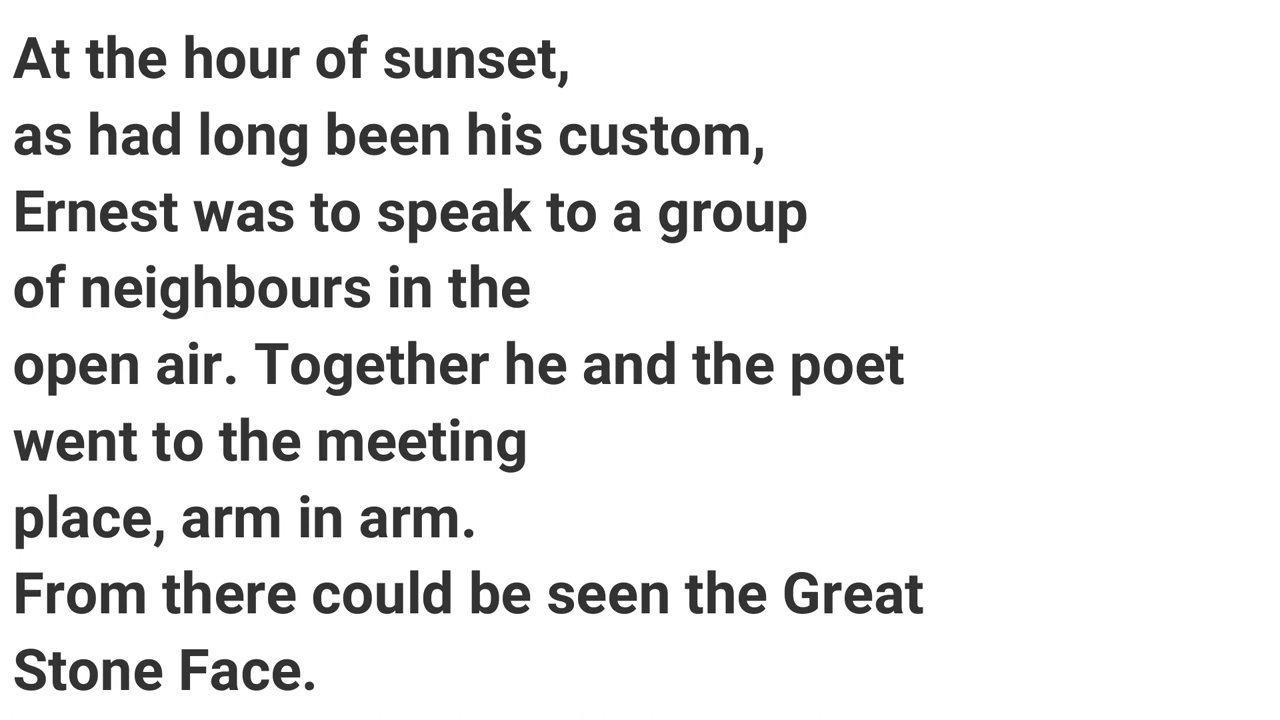 At the hour of sunset,
as had long been his custom,
Ernest was to speak to a group
of neighbours in the
open air. Together he and the poet
went to the meeting
place, arm in arm.
From there could be seen the Great
Stone Face.